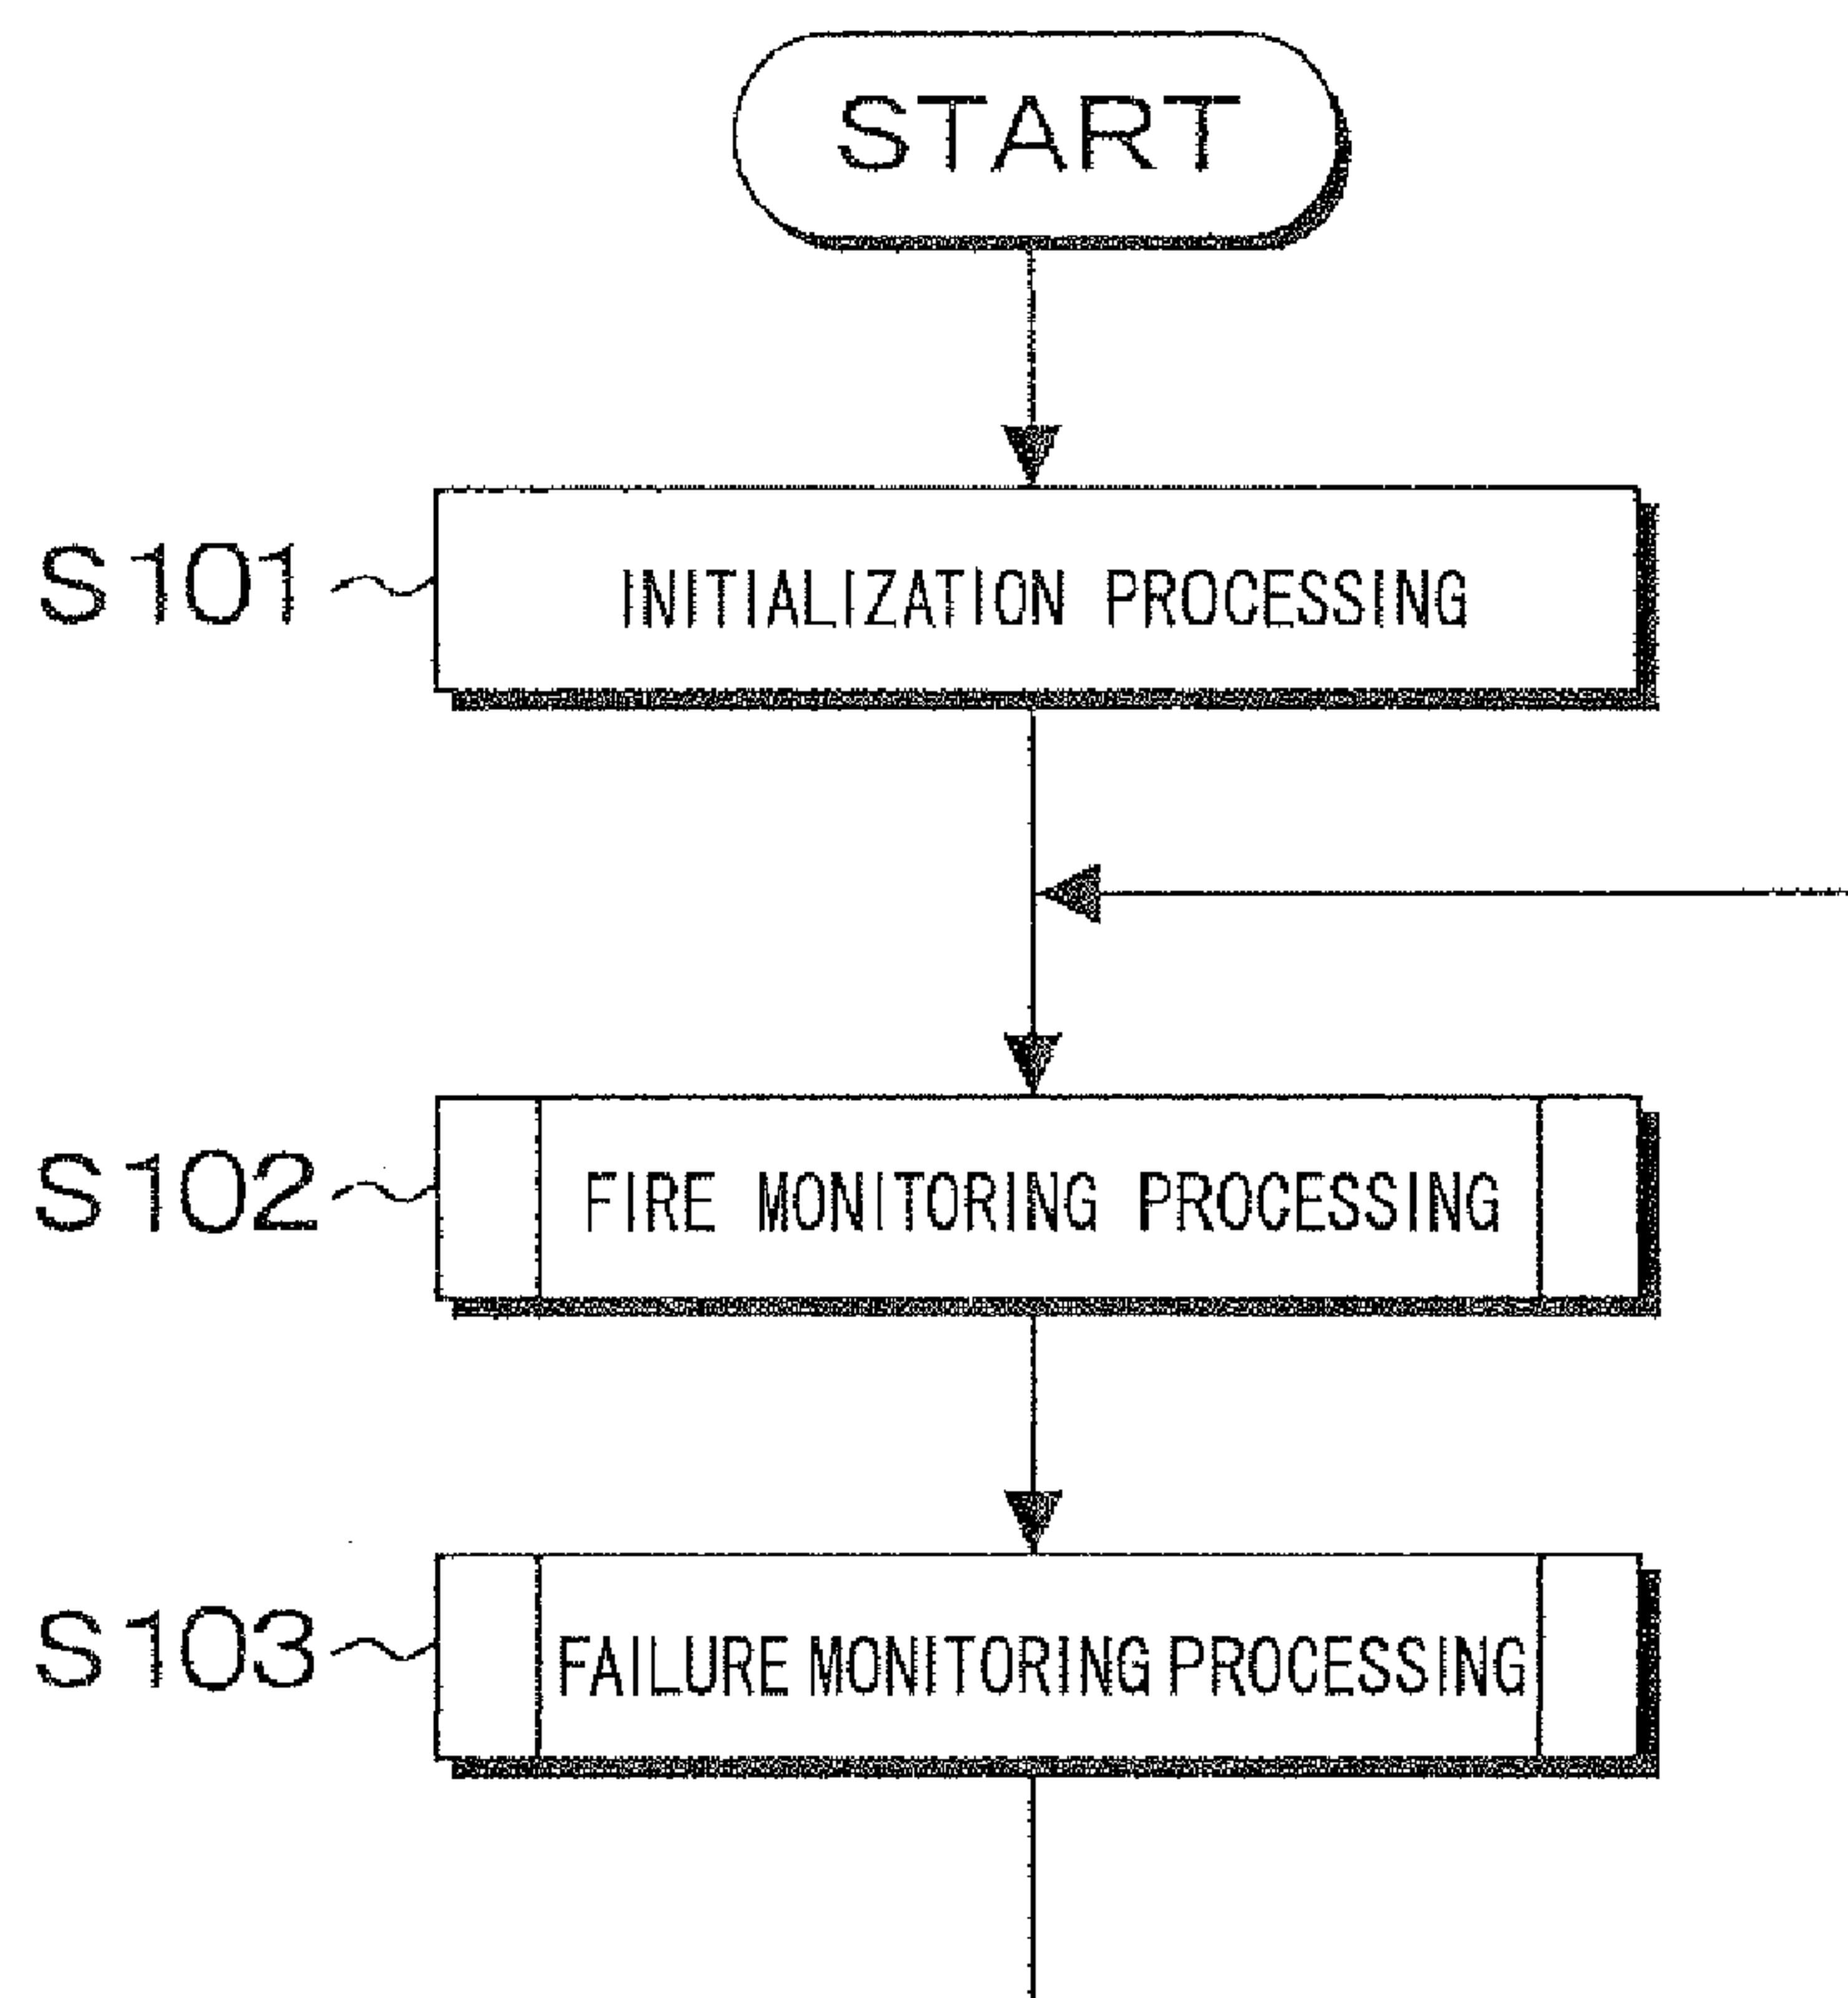 START
S101 INITIALIZATION PROCESSING
S102 FIRE MONITORING PROCESSING
S103 FAILURE MONITORING PROCESSING